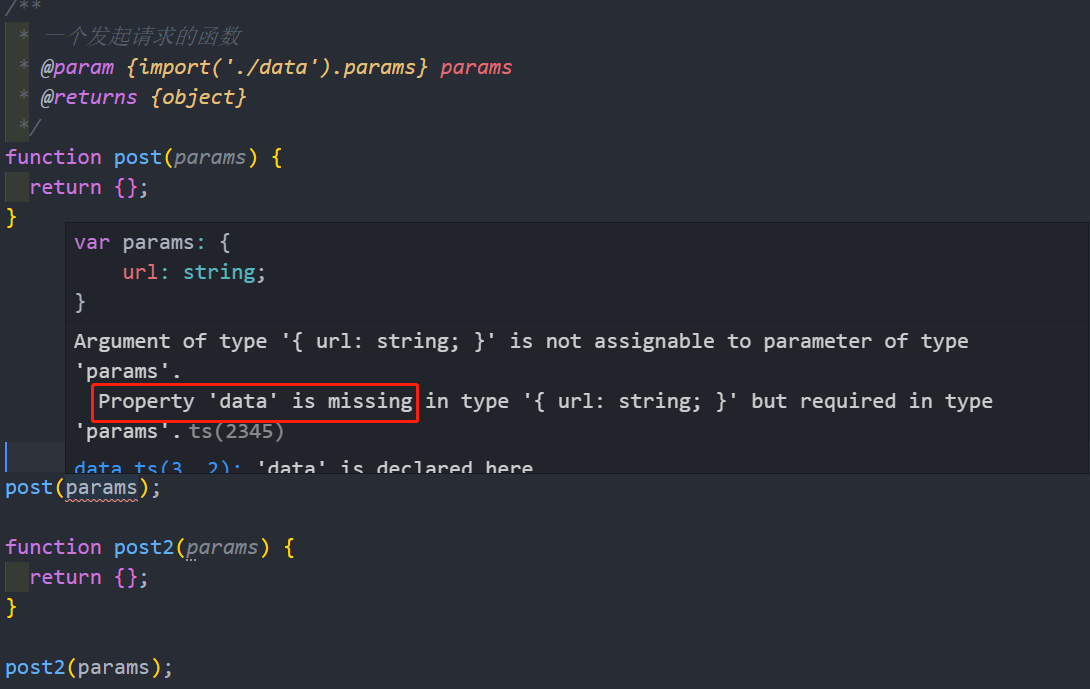 /**
* 一个发起请求的函数
* @param {import('./data').params} params
* @returns {object}
*/
function post(params) {
return {};
}
var params: {
url: string;
}
Argument of type '{ url: string; }' is not assignable to parameter of type
'params'.
Property 'data' is missing in type '{ url: string; }' but required in type
'params'. ts(2345)
data.ts(3, 2): 'data' is declared here.
post(params);
function post2(params) {
return {};
}
post2(params);